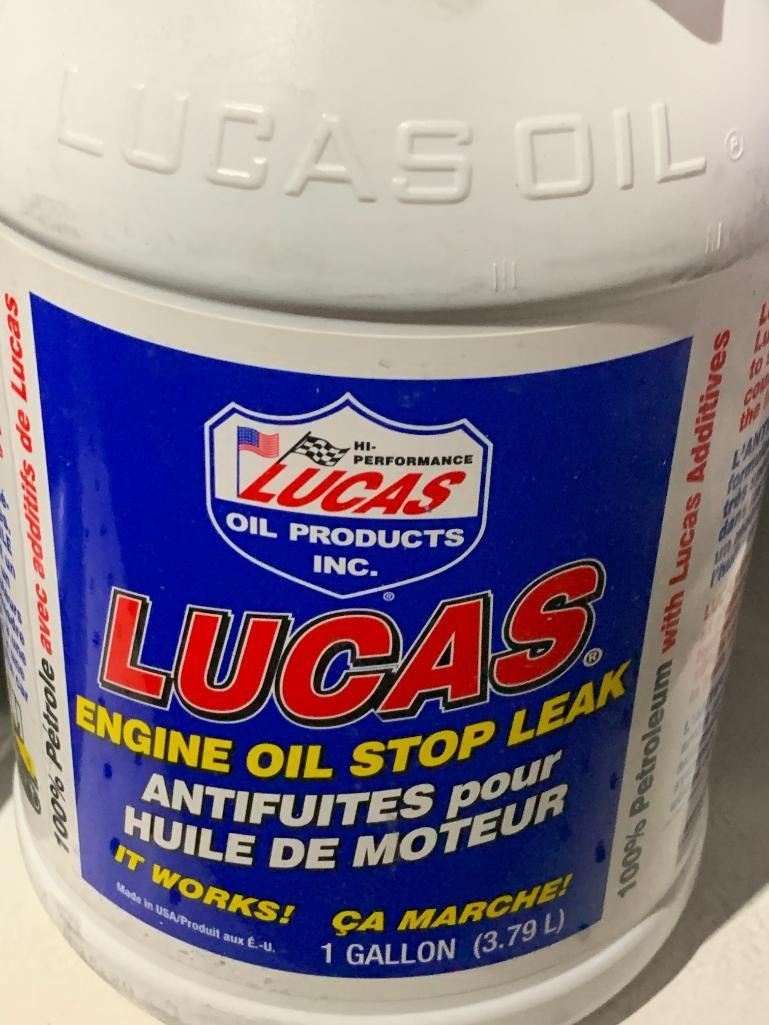 LUCAS OIL®
HI-
PERFORMANCE
LUCAS
OIL PRODUCTS
INC.
®
LUCAS®
ENGINE OIL STOP LEAK
ANTIFUITES pour
HUILE DE MOTEUR
IT WORKS! ÇA MARCHE!
Made in USA/Produit aux É.-U.
1 GALLON (3.79 L)
100% Pétrole avec additifs de Lucas
100% Petroleum with Lucas Additives